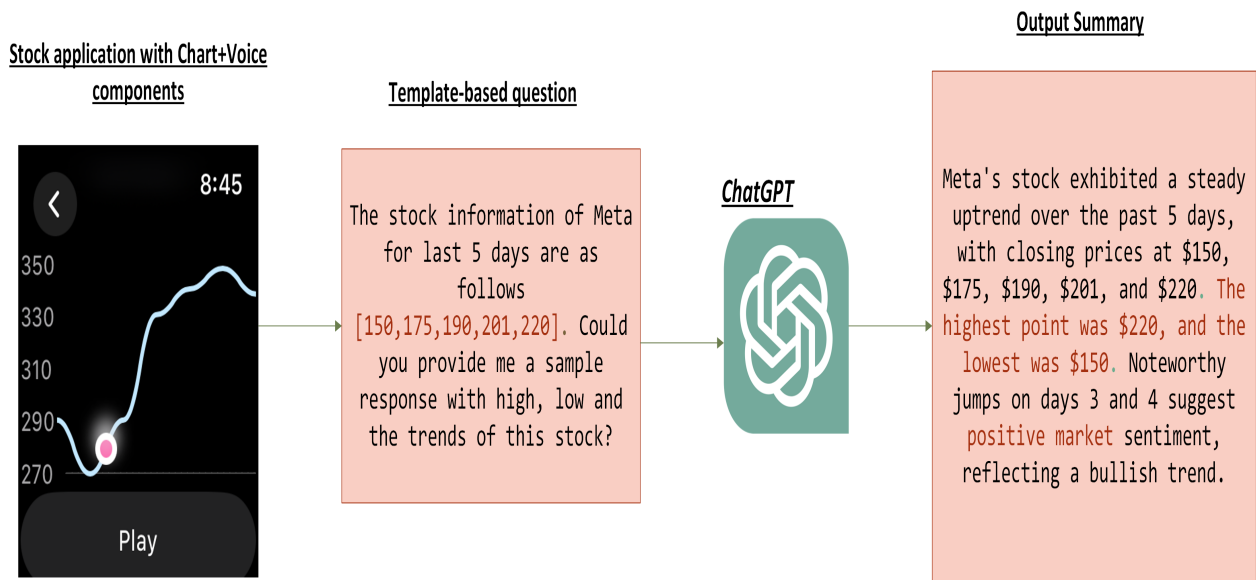 Stock application with Chart+Voice
components
8:45
350
330
310
290
270
Play
Template-based question
The stock information of Meta
for last 5 days are as
follows
[150,175,190,201,220]. Could
you provide me a sample
response with high, low and
the trends of this stock?
ChatGPT
Output Summary
Meta's stock exhibited a steady
uptrend over the past 5 days,
with closing prices at $150,
$175, $190, $201, and $220. The
highest point was $220, and the
lowest was $150. Noteworthy
jumps on days 3 and 4 suggest
positive market sentiment,
reflecting a bullish trend.